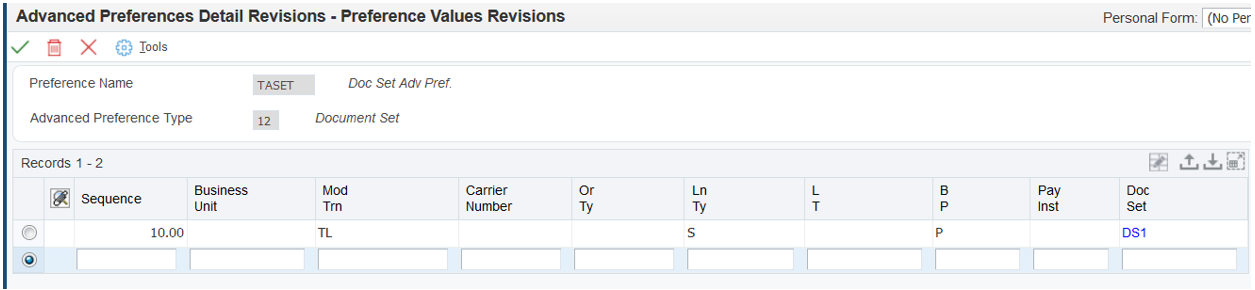 Advanced Preferences Detail Revisions - Preference Values Revisions
Personal Form: (No Per
Tools
Preference Name TASET Doc Set Adv Pref.
Advanced Preference Type 12 Document Set
Records 1 - 2
Sequence Business Unit Mod Trn Carrier Number Or Ty Ln Ty L T B P Pay Inst Doc Set
10.00 TL S P DS1